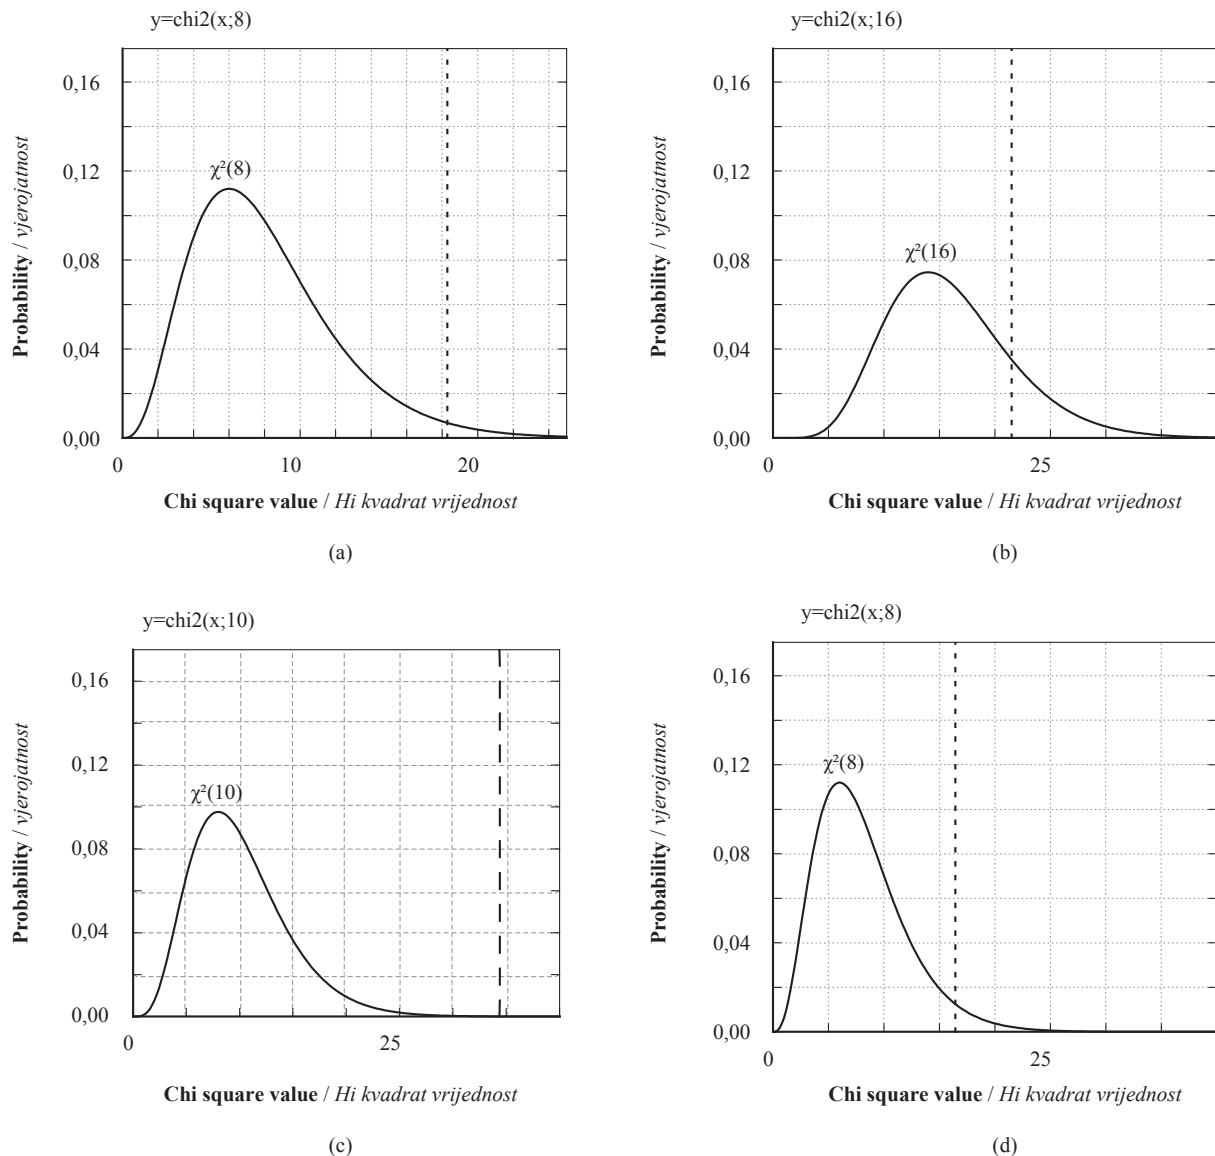 y=chi2(x;8)
0,16
0,12
0,08
0,04
0,00
χ²(8)
0
10
20
Probability / vjerojatnost
Chi square value / Hi kvadrat vrijednost
(a)
y=chi2(x;16)
0,16
0,12
0,08
0,04
0,00
χ²(16)
0
25
Probability / vjerojatnost
Chi square value / Hi kvadrat vrijednost
(b)
y=chi2(x;10)
0,16
0,12
0,08
0,04
0,00
χ²(10)
0
25
Probability / vjerojatnost
Chi square value / Hi kvadrat vrijednost
(c)
y=chi2(x;8)
0,16
0,12
0,08
0,04
0,00
χ²(8)
0
25
Probability / vjerojatnost
Chi square value / Hi kvadrat vrijednost
(d)